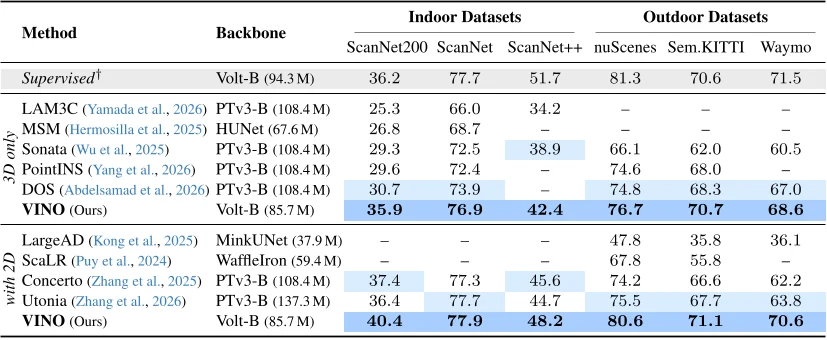 Method Backbone Indoor Datasets Outdoor Datasets
ScanNet200 ScanNet ScanNet++ nuScenes Sem.KITTI Waymo
Supervised† Volt-B (94.3 M) 36.2 77.7 51.7 81.3 70.6 71.5
3D only
LAM3C (Yamada et al., 2026) PTv3-B (108.4 M) 25.3 66.0 34.2 – – –
MSM (Hermosilla et al., 2025) HUNet (67.6 M) 26.8 68.7 – – – –
Sonata (Wu et al., 2025) PTv3-B (108.4 M) 29.3 72.5 38.9 66.1 62.0 60.5
PointINS (Yang et al., 2026) PTv3-B (108.4 M) 29.6 72.4 – 74.6 68.0 –
DOS (Abdelsamad et al., 2026) PTv3-B (108.4 M) 30.7 73.9 – 74.8 68.3 67.0
VINO (Ours) Volt-B (85.7 M) 35.9 76.9 42.4 76.7 70.7 68.6
with 2D
LargeAD (Kong et al., 2025) MinkUNet (37.9 M) – – – 47.8 35.8 36.1
ScaLR (Puy et al., 2024) WaffleIron (59.4 M) – – – 67.8 55.8 –
Concerto (Zhang et al., 2025) PTv3-B (108.4 M) 37.4 77.3 45.6 74.2 66.6 62.2
Utonia (Zhang et al., 2026) PTv3-B (137.3 M) 36.4 77.7 44.7 75.5 67.7 63.8
VINO (Ours) Volt-B (85.7 M) 40.4 77.9 48.2 80.6 71.1 70.6